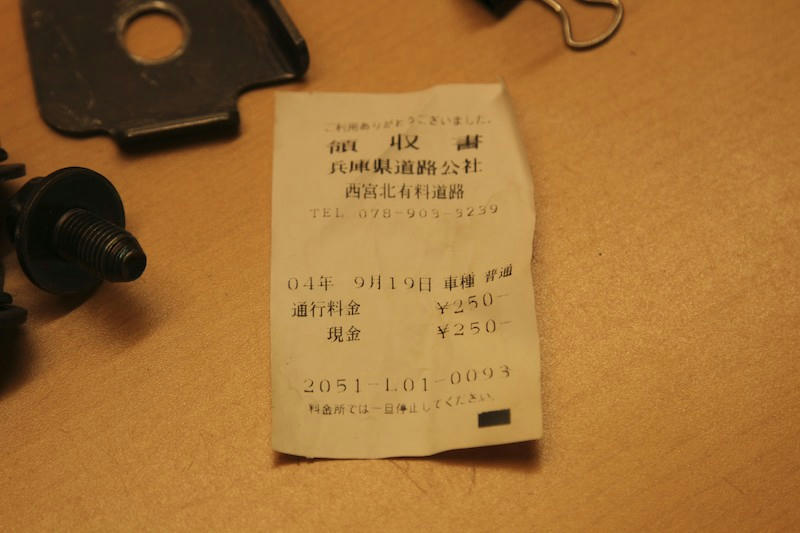 ご利用ありがとうございました。
領収書
兵庫県道路公社
西宮北有料道路
TEL 078-903-3239
04年 9月19日 車種 普通
通行料金 ¥250-
現金 ¥250-
2051-L01-0093
料金所では一旦停止してください。